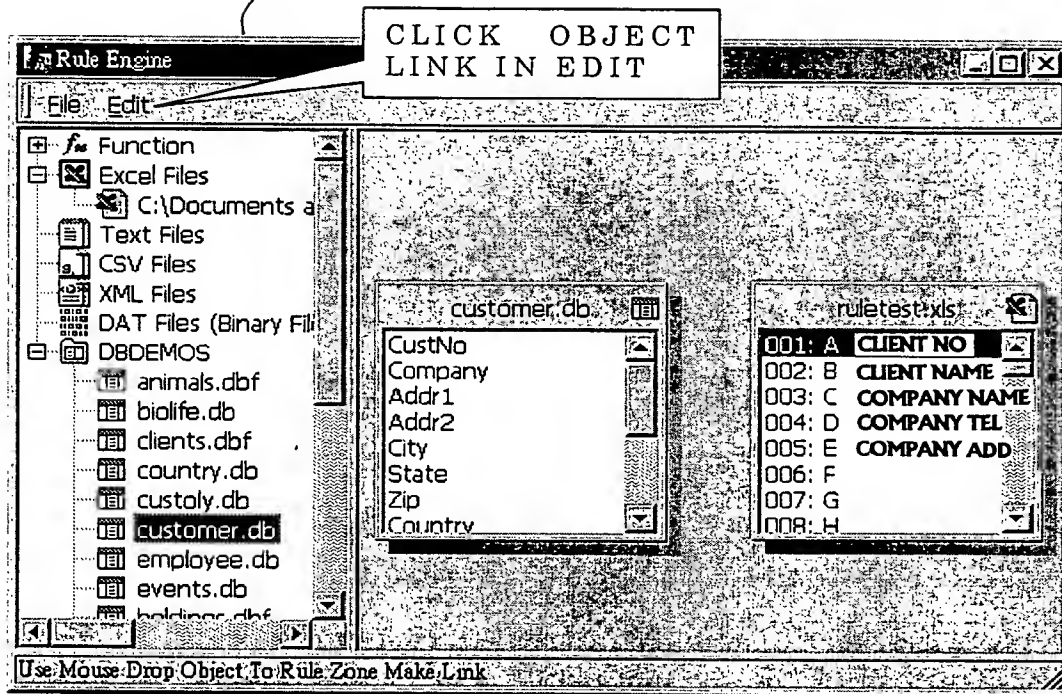 CLICK OBJECT
LINK IN EDIT
Rule Engine
File Edit
Function
Excel Files
C:\Documents a
Text Files
CSV Files
XML Files
DAT Files (Binary Fil
DBDEMOS
animals.dbf
biolife.db
clients.dbf
country.db
custoly.db
customer.db
employee.db
events.db
holdings.dbf
customer.db
CustNo
Company
Addr1
Addr2
City
State
Zip
Country
ruletest.xls
001: A CLIENT NO
002: B CLIENT NAME
003: C COMPANY NAME
004: D COMPANY TEL
005: E COMPANY ADD
006: F
007: G
008: H
Use Mouse Drop Object To Rule Zone Make Link